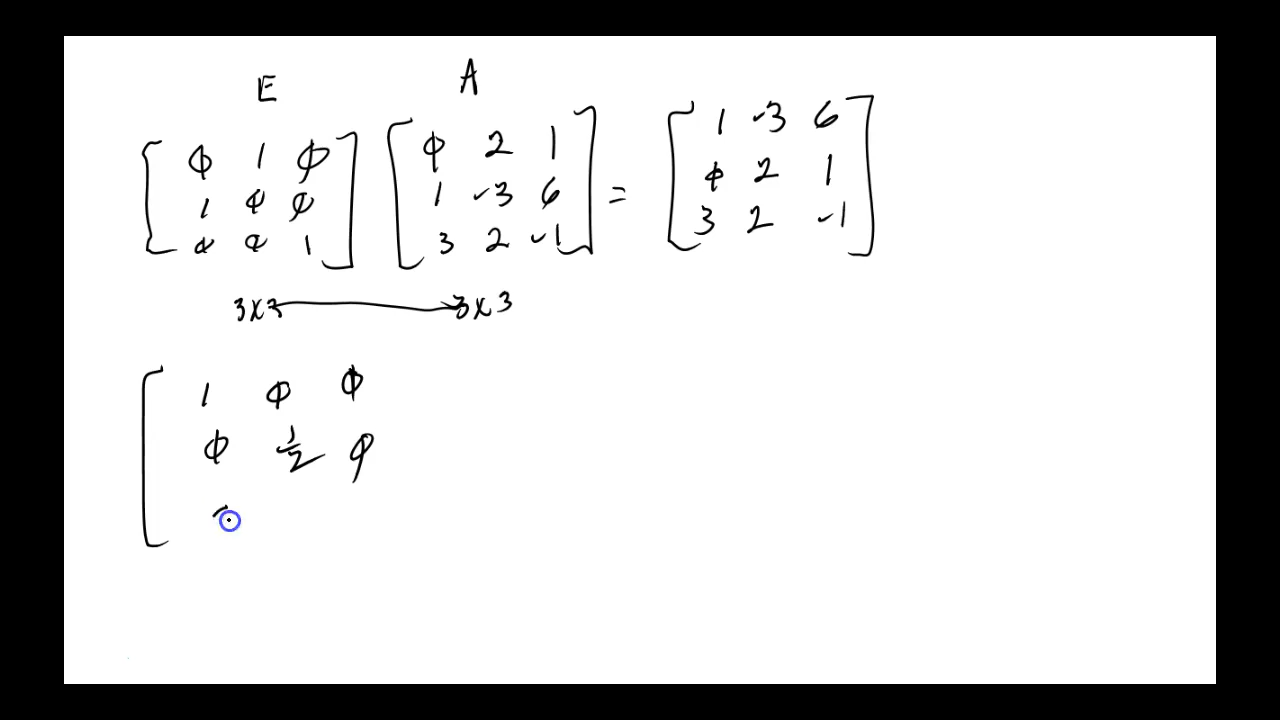 E A
[ φ 1 φ ] [ φ 2 1 ] = [ 1 -3 6 ]
[ 1 φ φ ] [ 1 -3 6 ] [ φ 2 1 ]
[ φ φ 1 ] [ 3 2 -1 ] [ 3 2 -1 ]
3x3 3x3
[ 1 φ φ
φ 1/2 φ